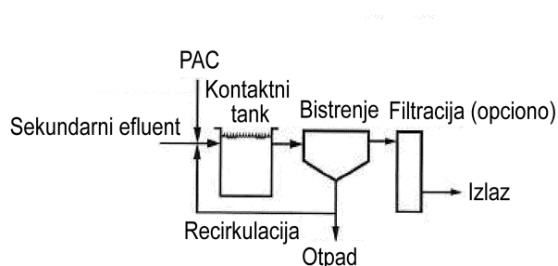 PAC
Kontaktni
tank
Bistrenje
Filtracija (opciono)
Sekundarni efluent
Izlaz
Recirkulacija
Otpad